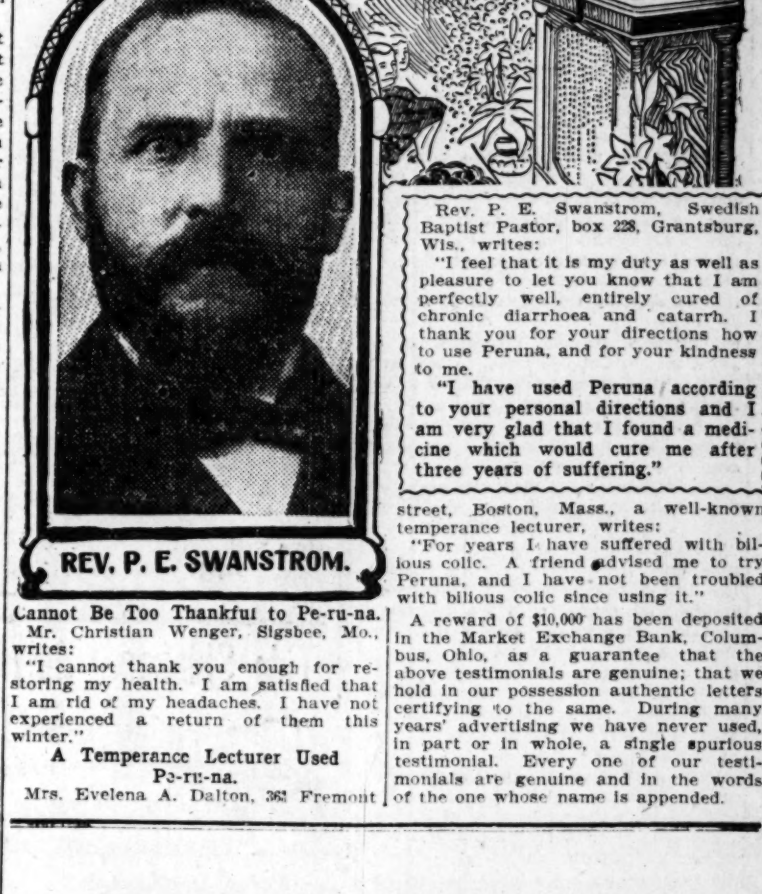 REV. P. E. SWANSTROM.
Rev. P. E. Swanstrom, Swedish
Baptist Pastor, box 228, Grantsburg,
Wis., writes:
"I feel that it is my duty as well as
pleasure to let you know that I am
perfectly well, entirely cured of
chronic diarrhoea and catarrh. I
thank you for your directions how
to use Peruna, and for your kindness
to me.
"I have used Peruna according
to your personal directions and I
am very glad that I found a medi-
cine which would cure me after
three years of suffering."
Cannot Be Too Thankful to Pe-ru-na.
Mr. Christian Wenger, Sigsbee, Mo.,
writes:
"I cannot thank you enough for re-
storing my health. I am satisfied that
I am rid of my headaches. I have not
experienced a return of them this
winter."
A Temperance Lecturer Used
Pe-ru-na.
Mrs. Evelena A. Dalton, Fremont
street, Boston, Mass., a well-known
temperance lecturer, writes:
"For years I have suffered with bil-
ious colic. A friend advised me to try
Peruna, and I have not been troubled
with bilious colic since using it."
A reward of $10,000 has been deposited
in the Market Exchange Bank, Colum-
bus, Ohio, as a guarantee that the
above testimonials are genuine; that we
hold in our possession authentic letters
certifying to the same. During many
years' advertising we have never used,
in part or in whole, a single spurious
testimonial. Every one of our testi-
monials are genuine and in the words
of the one whose name is appended.